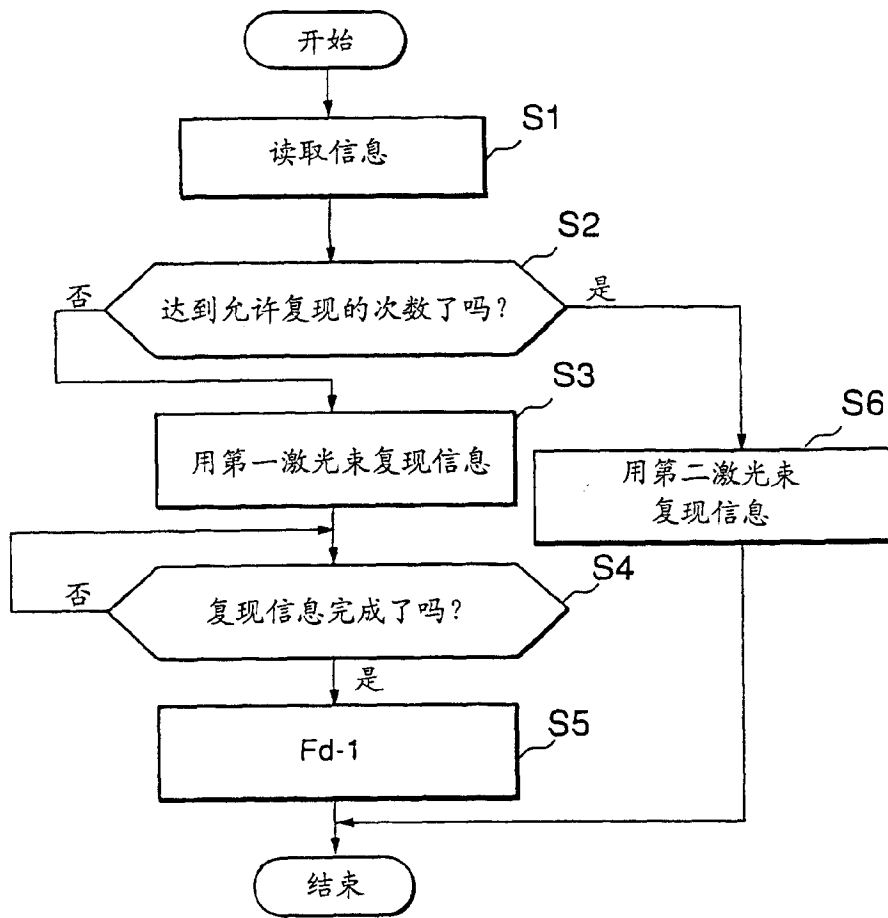 开始
S1
读取信息
S2
否
达到允许复现的次数了吗?
是
S3
用第一激光束复现信息
S6
用第二激光束
复现信息
S4
否
复现信息完成了吗?
是
S5
Fd-1
结束